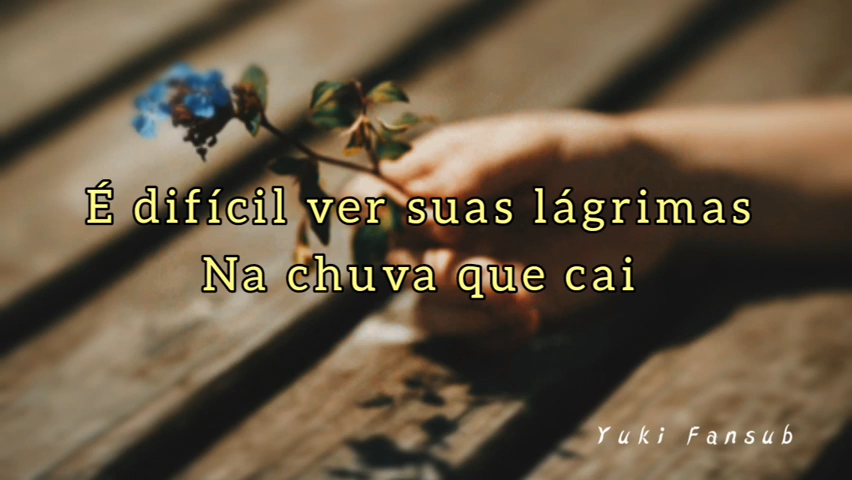 É difícil ver suas lágrimas
Na chuva que cai
Yuki Fansub